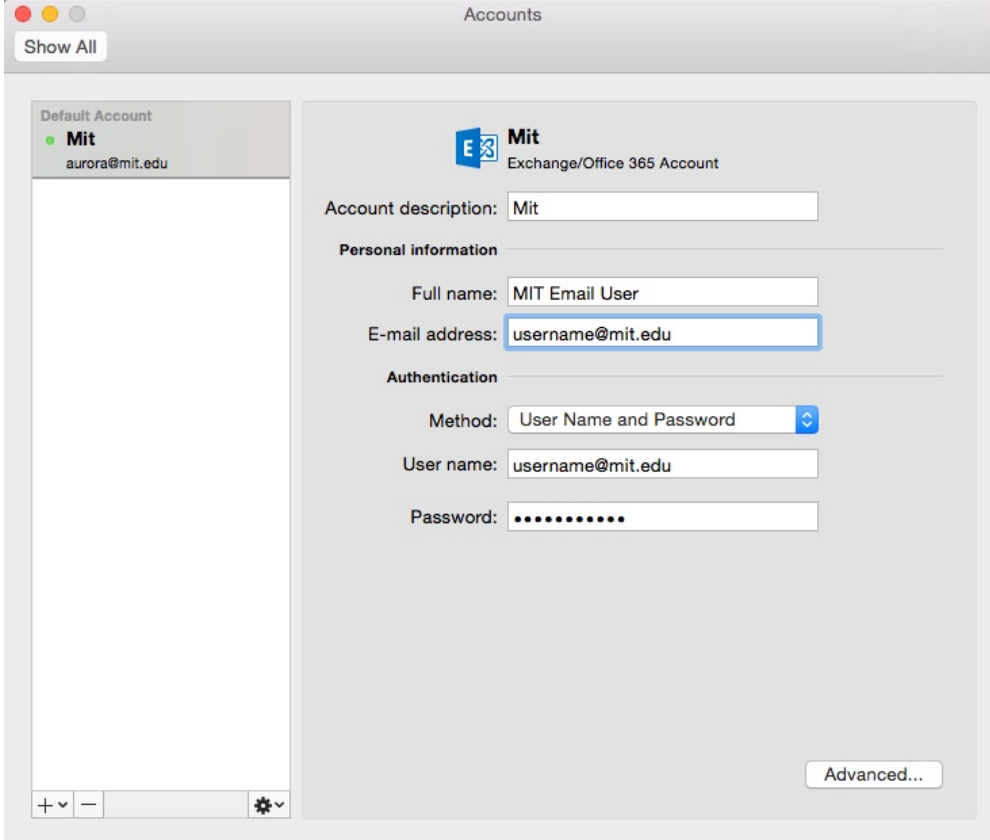 Accounts
Show All
Default Account
Mit
aurora@mit.edu
E
Mit
Exchange/Office 365 Account
Account description: Mit
Personal information
Full name: MIT Email User
E-mail address: username@mit.edu
Authentication
Method: User Name and Password
User name: username@mit.edu
Password: •••••••••••
Advanced...